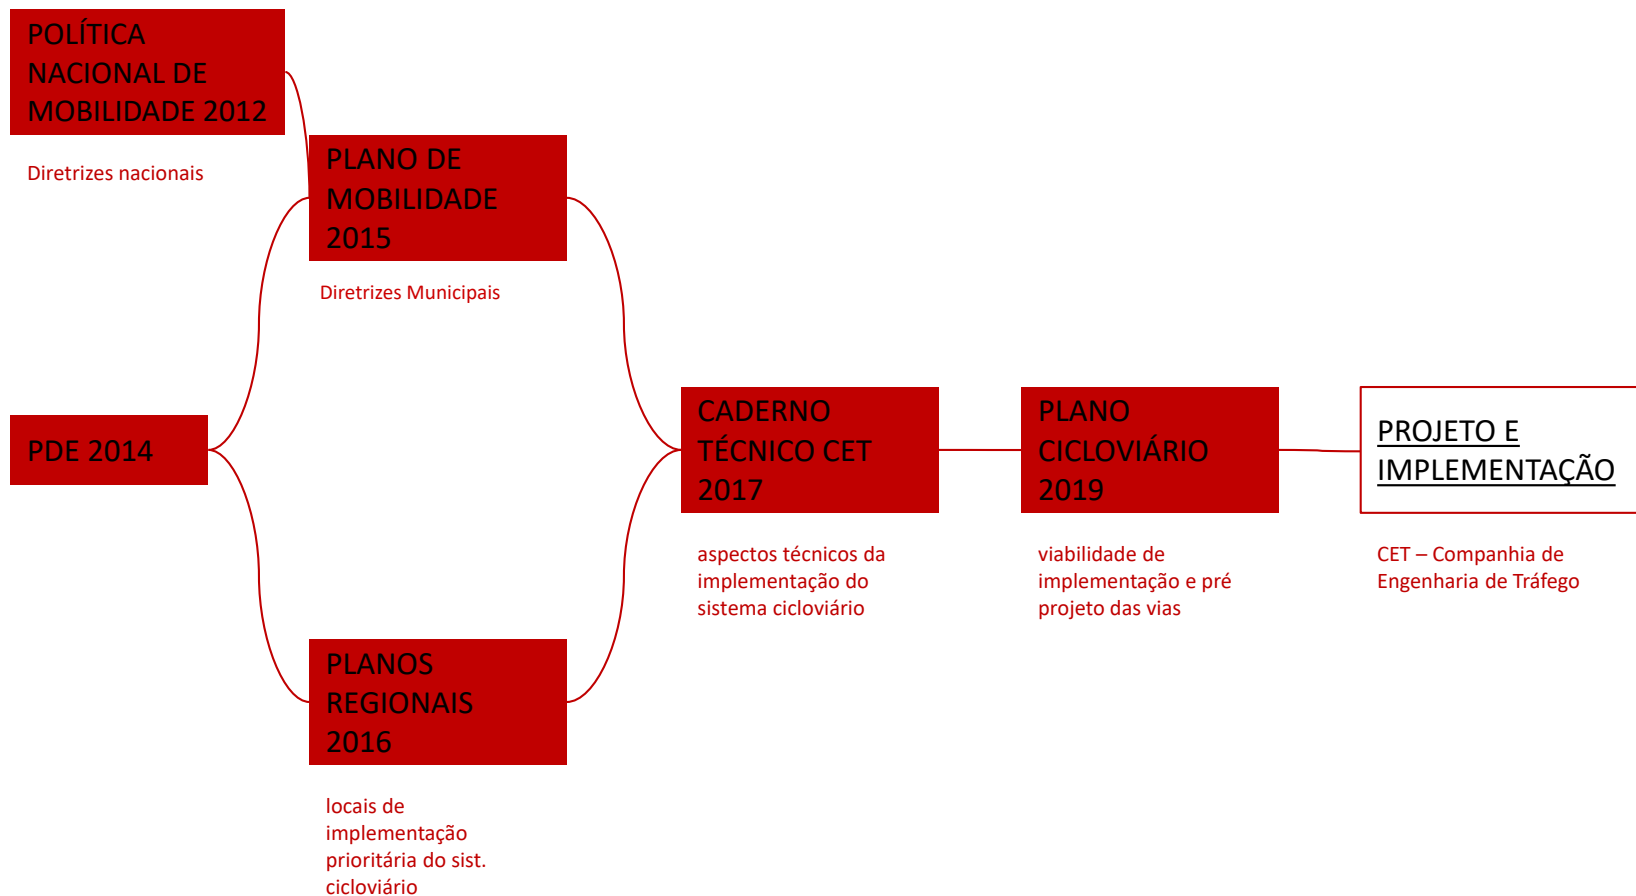 POLÍTICA
NACIONAL DE
MOBILIDADE 2012
Diretrizes nacionais
PLANO DE
MOBILIDADE
2015
Diretrizes Municipais
PDE 2014
PLANOS
REGIONAIS
2016
locais de
implementação
prioritária do sist.
cicloviário
CADERNO
TÉCNICO CET
2017
aspectos técnicos da
implementação do
sistema cicloviário
PLANO
CICLOVIÁRIO
2019
viabilidade de
implementação e pré
projeto das vias
PROJETO E
IMPLEMENTAÇÃO
CET – Companhia de
Engenharia de Tráfego